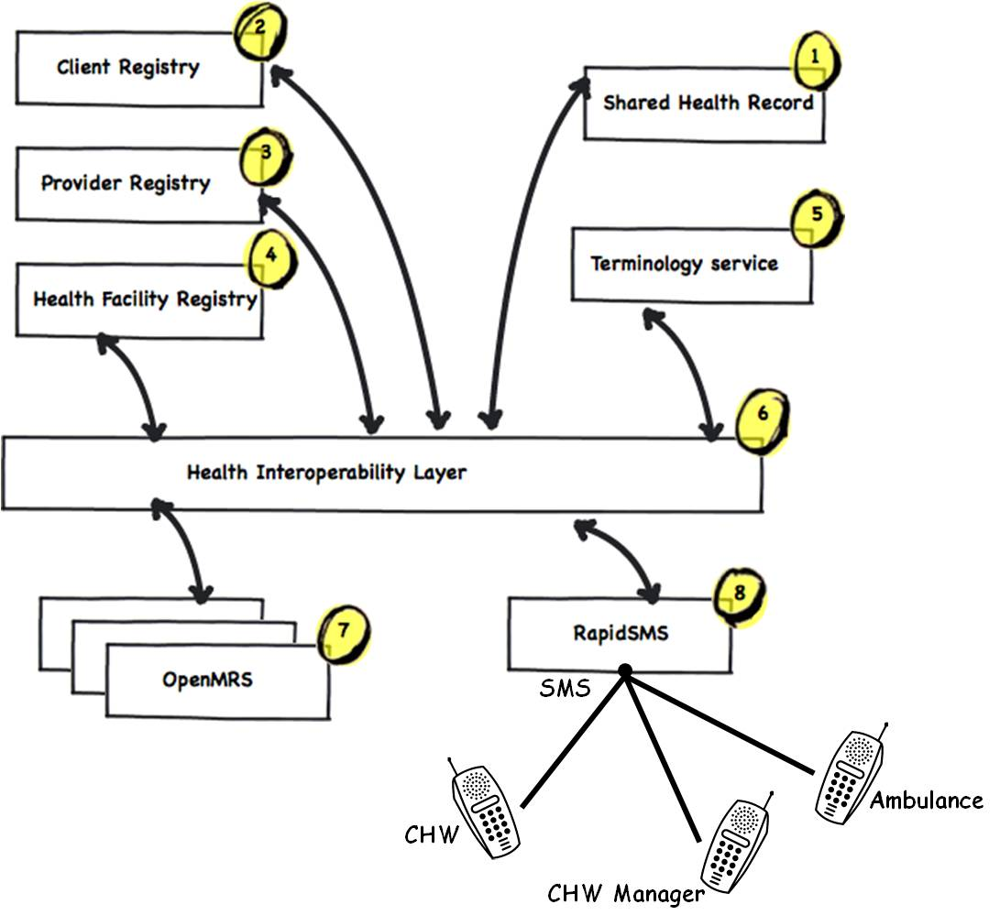 2
Client Registry
1
Shared Health Record
3
Provider Registry
5
Terminology service
4
Health Facility Registry
6
Health Interoperability Layer
7
OpenMRS
8
RapidSMS
SMS
CHW
CHW Manager
Ambulance